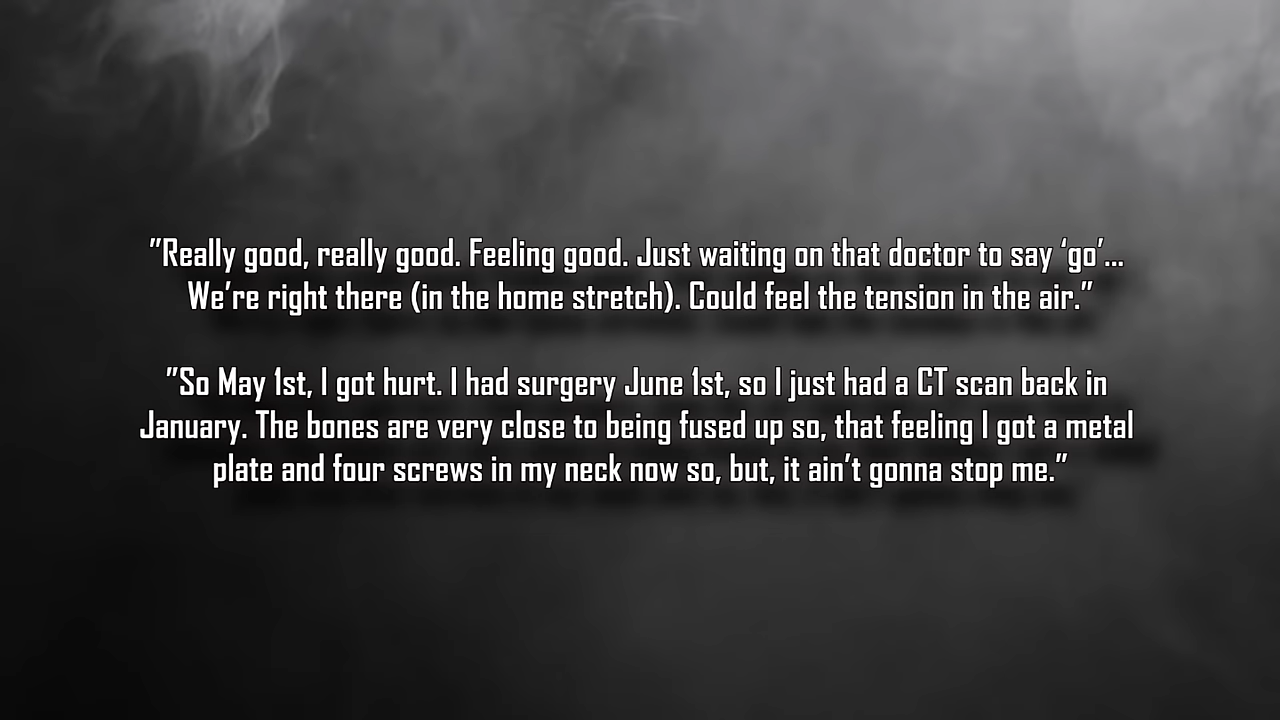 ”Really good, really good. Feeling good. Just waiting on that doctor to say ‘go’...
We’re right there (in the home stretch). Could feel the tension in the air.”
”So May 1st, I got hurt. I had surgery June 1st, so I just had a CT scan back in
January. The bones are very close to being fused up so, that feeling I got a metal
plate and four screws in my neck now so, but, it ain’t gonna stop me.”